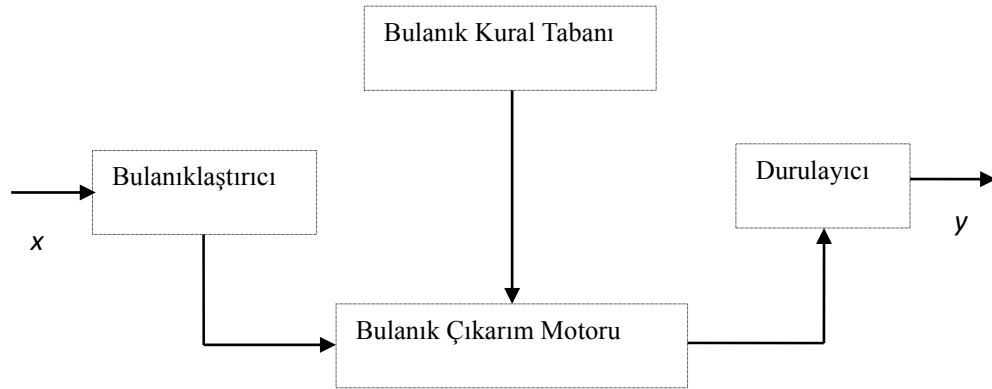 Bulanık Kural Tabanı
Bulanıklaştırıcı
Durulayıcı
x
y
Bulanık Çıkarım Motoru